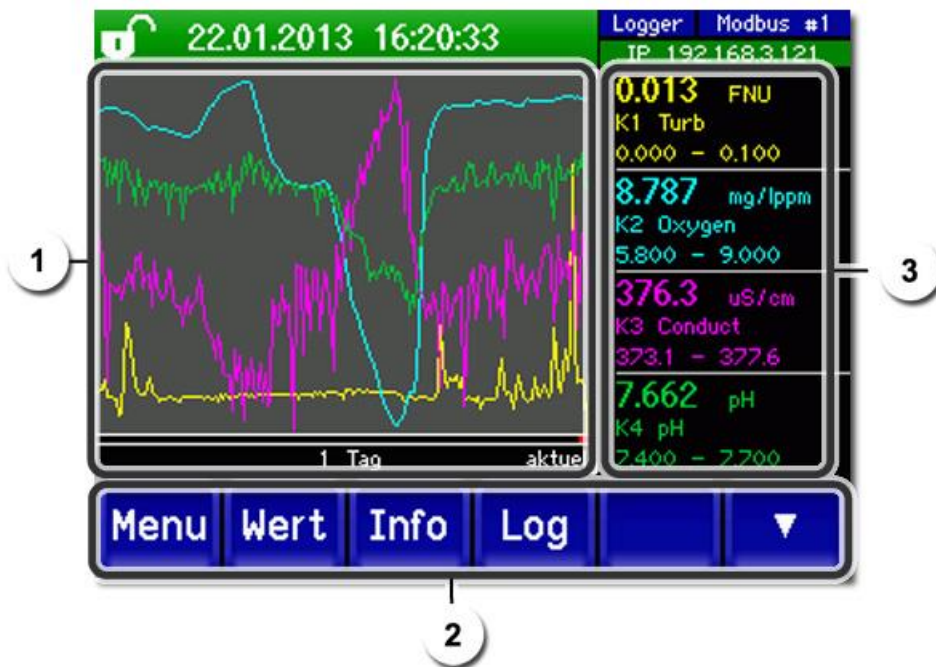 22.01.2013 16:20:33
Logger Modbus #1
IP 192.168.3.121
0.013 FNU
K1 Turb
0.000 - 0.100
8.787 mg/lppm
K2 Oxygen
5.800 - 9.000
376.3 uS/cm
K3 Conduct
373.1 - 377.6
7.662 pH
K4 pH
7.400 - 7.700
1 Tag aktue
Menu Wert Info Log ▼
1
2
3